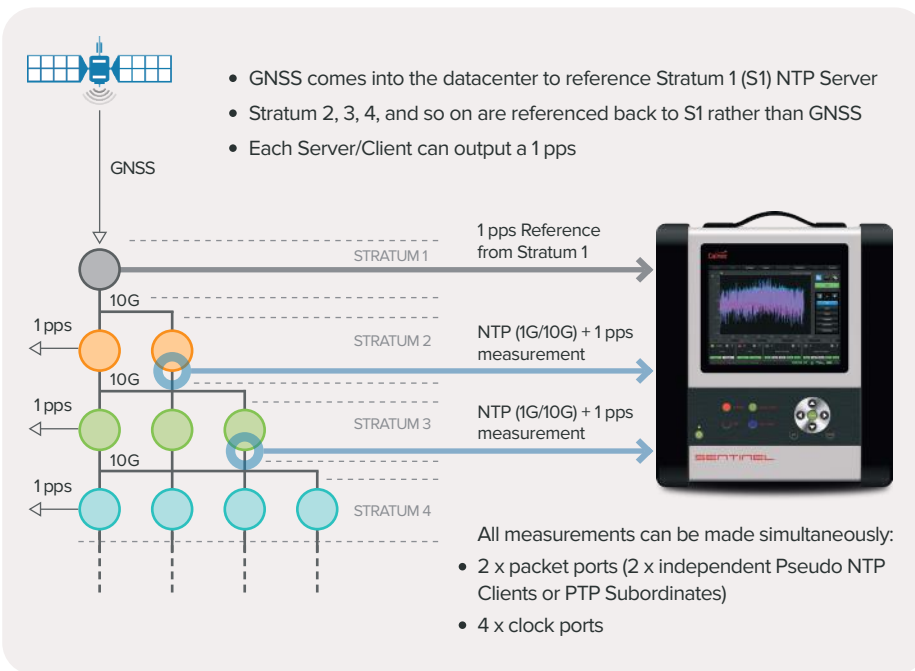 • GNSS comes into the datacenter to reference Stratum 1 (S1) NTP Server
• Stratum 2, 3, 4, and so on are referenced back to S1 rather than GNSS
• Each Server/Client can output a 1 pps
GNSS
STRATUM 1
1 pps Reference
from Stratum 1
10G
1 pps
STRATUM 2
NTP (1G/10G) + 1 pps
measurement
10G
1 pps
STRATUM 3
NTP (1G/10G) + 1 pps
measurement
10G
1 pps
STRATUM 4
Calnex
SENTINEL
All measurements can be made simultaneously:
• 2 x packet ports (2 x independent Pseudo NTP
Clients or PTP Subordinates)
• 4 x clock ports